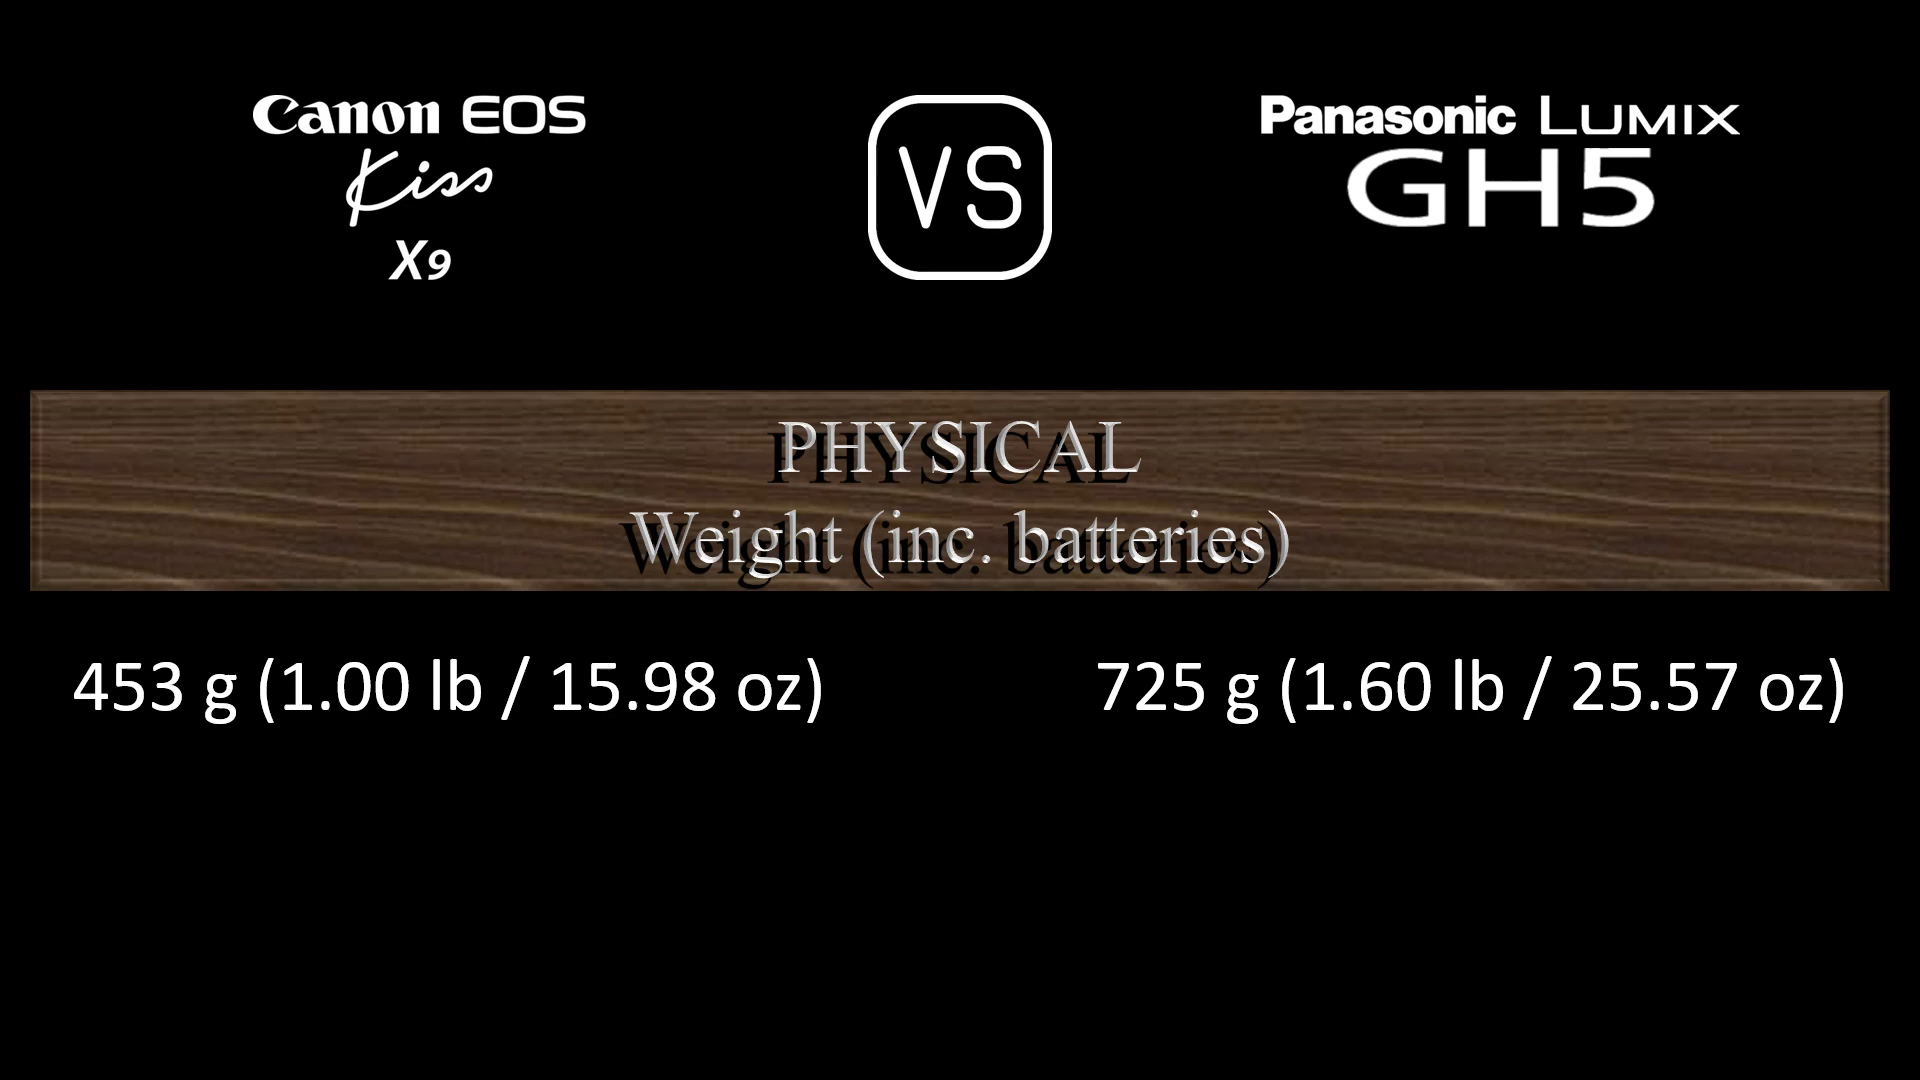 Canon EOS
Kiss
X9
VS
Panasonic LUMIX
GH5
PHYSICAL
Weight (inc. batteries)
453 g (1.00 lb / 15.98 oz)
725 g (1.60 lb / 25.57 oz)